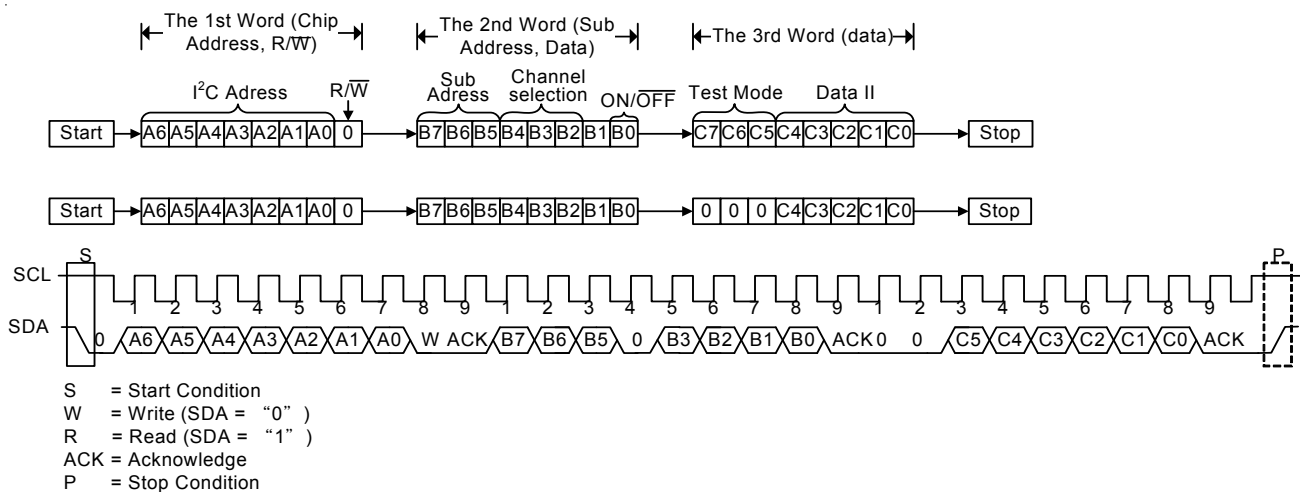 The 1st Word (Chip Address, R/W̅)
The 2nd Word (Sub Address, Data)
The 3rd Word (data)
I²C Adress R/W̅ Sub Adress Channel selection ON/O̅F̅F̅ Test Mode Data II
Start A6 A5 A4 A3 A2 A1 A0 0 B7 B6 B5 B4 B3 B2 B1 B0 C7 C6 C5 C4 C3 C2 C1 C0 Stop
Start A6 A5 A4 A3 A2 A1 A0 0 B7 B6 B5 B4 B3 B2 B1 B0 0 0 0 C4 C3 C2 C1 C0 Stop
S P
SCL
1 2 3 4 5 6 7 8 9 1 2 3 4 5 6 7 8 9 1 2 3 4 5 6 7 8 9
SDA 0 A6 A5 A4 A3 A2 A1 A0 W ACK B7 B6 B5 0 B3 B2 B1 B0 ACK 0 0 C5 C4 C3 C2 C1 C0 ACK
S = Start Condition
W = Write (SDA = “0” )
R = Read (SDA = “1” )
ACK = Acknowledge
P = Stop Condition